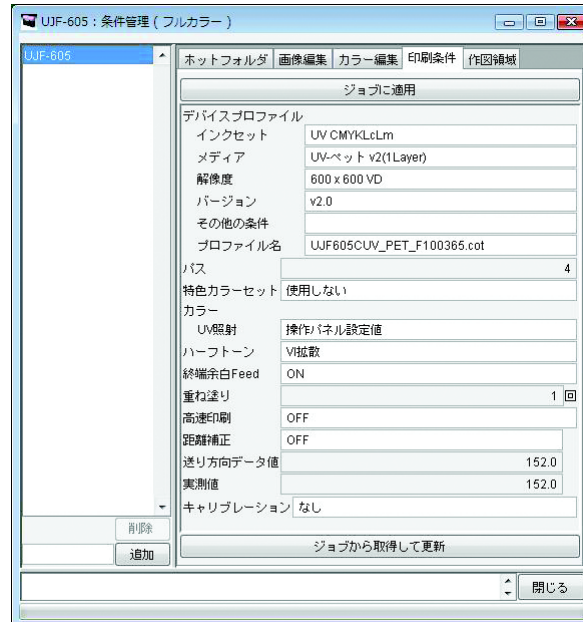 UJF-605：条件管理 ( フルカラー )
UJF-605
ホットフォルダ 画像編集 カラー編集 印刷条件 作図領域
ジョブに適用
デバイスプロファイル
インクセット UV CMYKLcLm
メディア UV-ペット v2(1Layer)
解像度 600 x 600 VD
バージョン v2.0
その他の条件
プロファイル名 UJF605CUV_PET_F100365.cot
パス 4
特色カラーセット 使用しない
カラー
UV照射 操作パネル設定値
ハーフトーン VI拡散
終端余白Feed ON
重ね塗り 1
高速印刷 OFF
距離補正 OFF
送り方向データ値 152.0
実測値 152.0
キャリブレーション なし
削除
追加
ジョブから取得して更新
閉じる